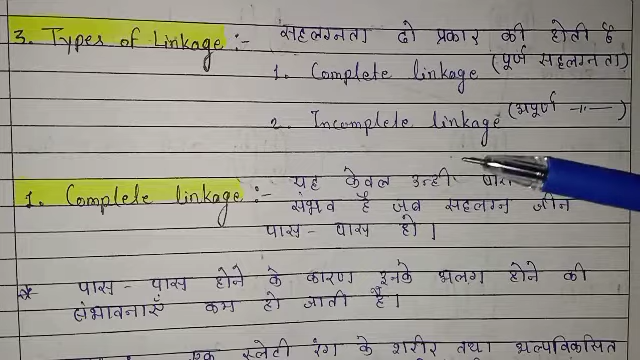 3. Types of Linkage :- सहलग्नता दो प्रकार की होती है
1. Complete linkage (पूर्ण सहलग्नता)
2. Incomplete linkage (अपूर्ण —"—)
1. Complete linkage :- यह केवल उन्ही
संभव है जब सहलग्न जीन
पास - पास हो।
* पास - पास होने के कारण इनके अलग होने की
संभावनाएँ कम हो जाती है।
एक स्लेटी रंग के शरीर तथा अल्पविकसित